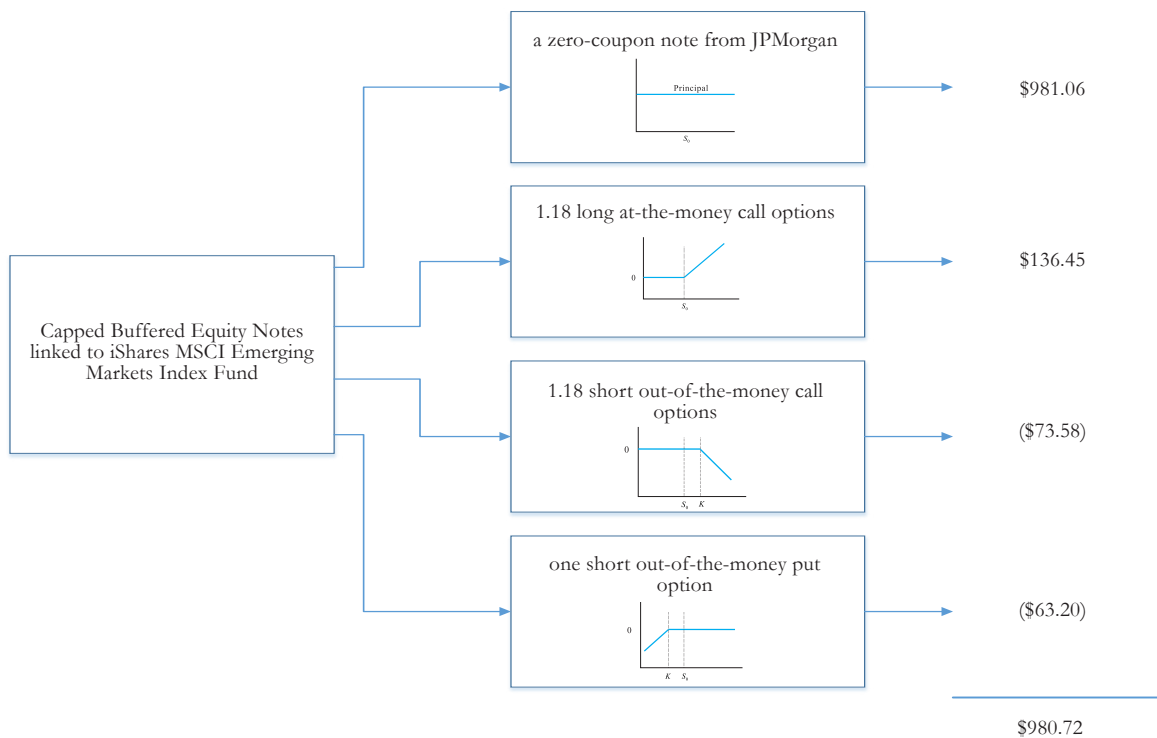 a zero-coupon note from JPMorgan
Principal
S₀
$981.06
1.18 long at-the-money call options
0
S₀
$136.45
Capped Buffered Equity Notes
linked to iShares MSCI Emerging
Markets Index Fund
1.18 short out-of-the-money call
options
0
S₀ K
($73.58)
one short out-of-the-money put
option
0
K S₀
($63.20)
$980.72